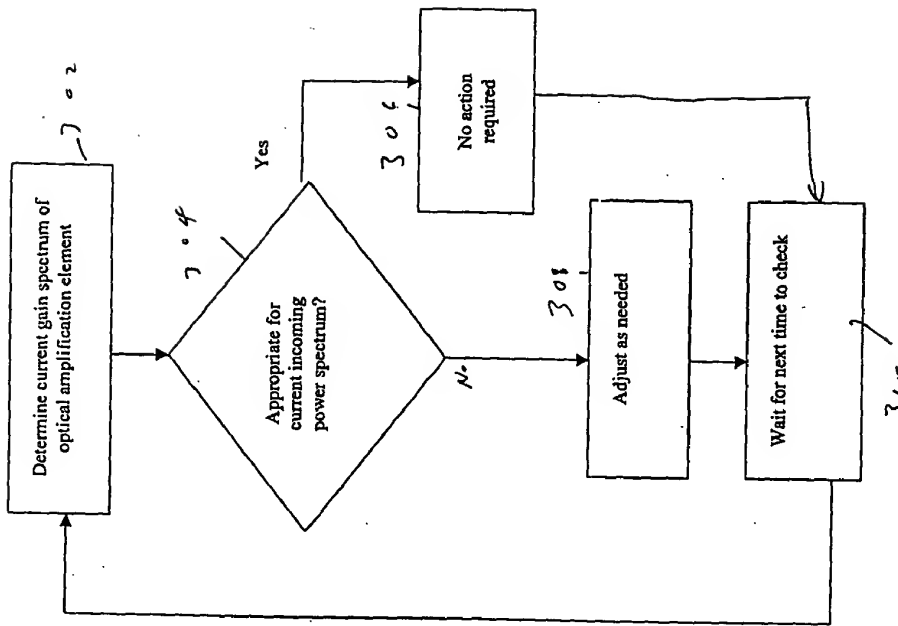 Determine current gain spectrum of
optical amplification element
302
304
Appropriate for
current incoming
power spectrum?
Yes
306
No action
required
No
308
Adjust as needed
Wait for next time to check